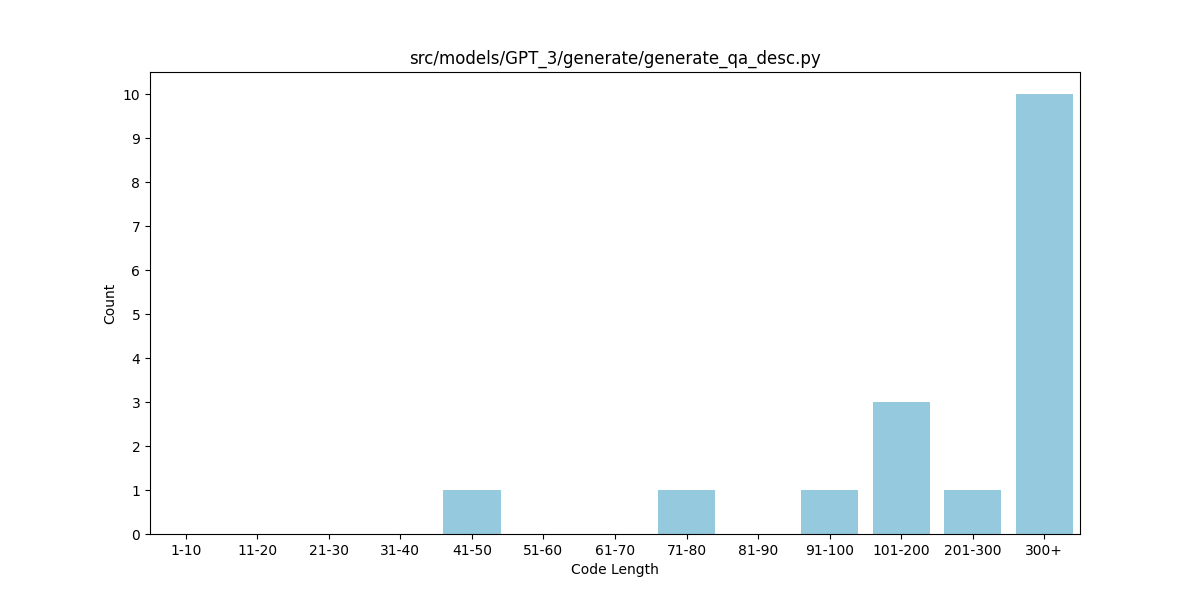 src/models/GPT_3/generate/generate_qa_desc.py
10
9
8
7
6
5
4
3
2
1
0
Count
1-10 11-20 21-30 31-40 41-50 51-60 61-70 71-80 81-90 91-100 101-200 201-300 300+
Code Length